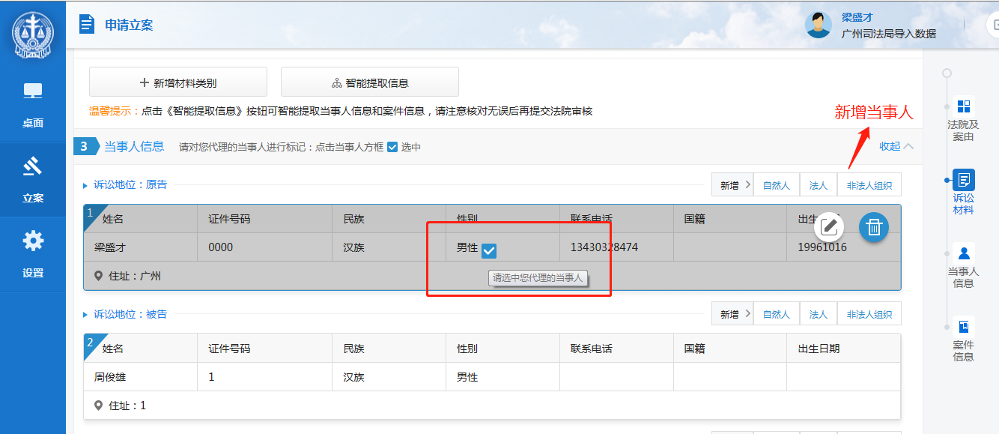 申请立案
梁盛才
广州司法局导入数据
桌面
立案
设置
新增材料类别
智能提取信息
温馨提示：点击《智能提取信息》按钮可智能提取当事人信息和案件信息，请注意核对无误后再提交法院审核
新增当事人
3 当事人信息 请对您代理的当事人进行标记：点击当事人方框 选中
收起
诉讼地位：原告
新增 自然人 法人 非法人组织
1 姓名 证件号码 民族 性别 联系电话 国籍
梁盛才 0000 汉族 男性 13430328474 19961016
住址：广州
请选中您代理的当事人
诉讼地位：被告
新增 自然人 法人 非法人组织
2 姓名 证件号码 民族 性别 联系电话 国籍 出生日期
周俊雄 1 汉族 男性
住址：1
法院及
案由
诉讼
材料
当事人
信息
案件
信息